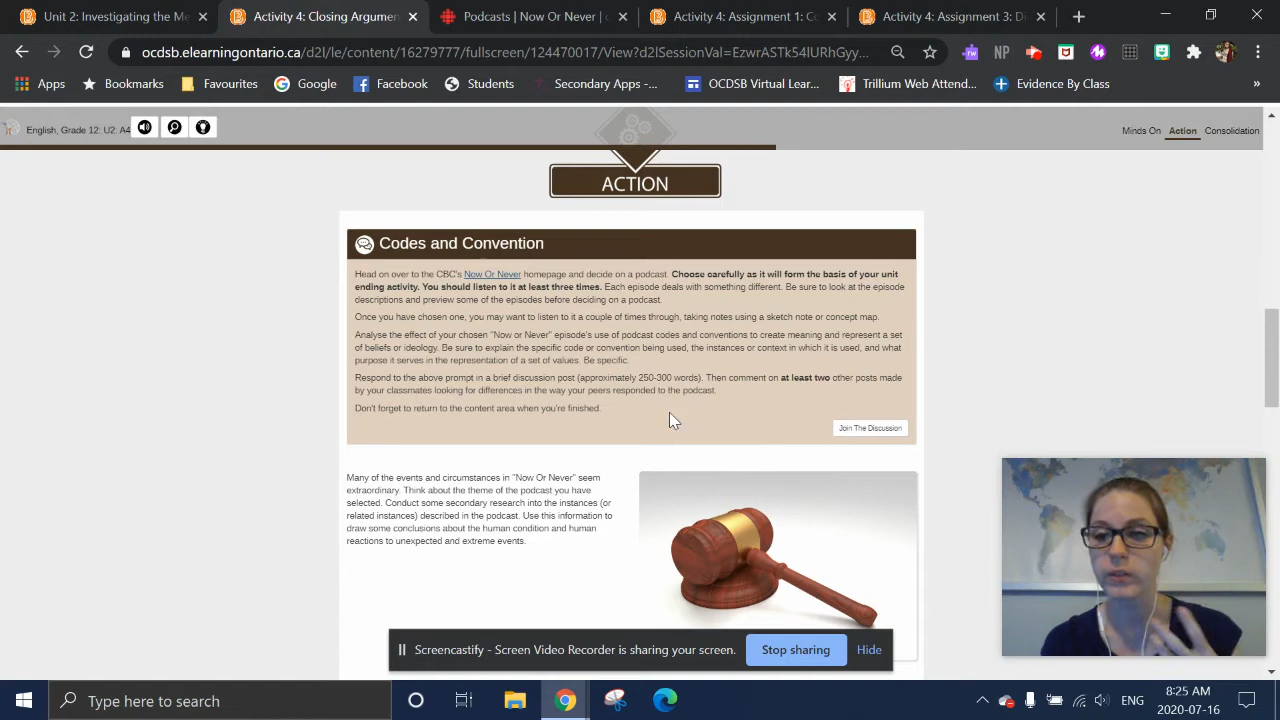 Unit 2: Investigating the Me
Activity 4: Closing Argumen
Podcasts | Now Or Never |
Activity 4: Assignment 1: Co
Activity 4: Assignment 3: Di
ocdsb.elearningontario.ca/d2l/le/content/16279777/fullscreen/124470017/View?d2lSessionVal=EzwrASTk54lURhGyy...
Apps
Bookmarks
Favourites
Google
Facebook
Students
Secondary Apps -...
OCDSB Virtual Lear...
Trillium Web Attend...
Evidence By Class
»
English, Grade 12: U2: A4
Minds On
Action
Consolidation
ACTION
Codes and Convention
Head on over to the CBC's Now Or Never homepage and decide on a podcast. Choose carefully as it will form the basis of your unit
ending activity. You should listen to it at least three times. Each episode deals with something different. Be sure to look at the episode
descriptions and preview some of the episodes before deciding on a podcast.
Once you have chosen one, you may want to listen to it a couple of times through, taking notes using a sketch note or concept map.
Analyse the effect of your chosen "Now or Never" episode's use of podcast codes and conventions to create meaning and represent a set
of beliefs or ideology. Be sure to explain the specific code or convention being used, the instances or context in which it is used, and what
purpose it serves in the representation of a set of values. Be specific.
Respond to the above prompt in a brief discussion post (approximately 250-300 words). Then comment on at least two other posts made
by your classmates looking for differences in the way your peers responded to the podcast.
Don't forget to return to the content area when you're finished.
Join The Discussion
Many of the events and circumstances in "Now Or Never" seem
extraordinary. Think about the theme of the podcast you have
selected. Conduct some secondary research into the instances (or
related instances) described in the podcast. Use this information to
draw some conclusions about the human condition and human
reactions to unexpected and extreme events.
Screencastify - Screen Video Recorder is sharing your screen.
Stop sharing
Hide
Type here to search
ENG
8:25 AM
2020-07-16